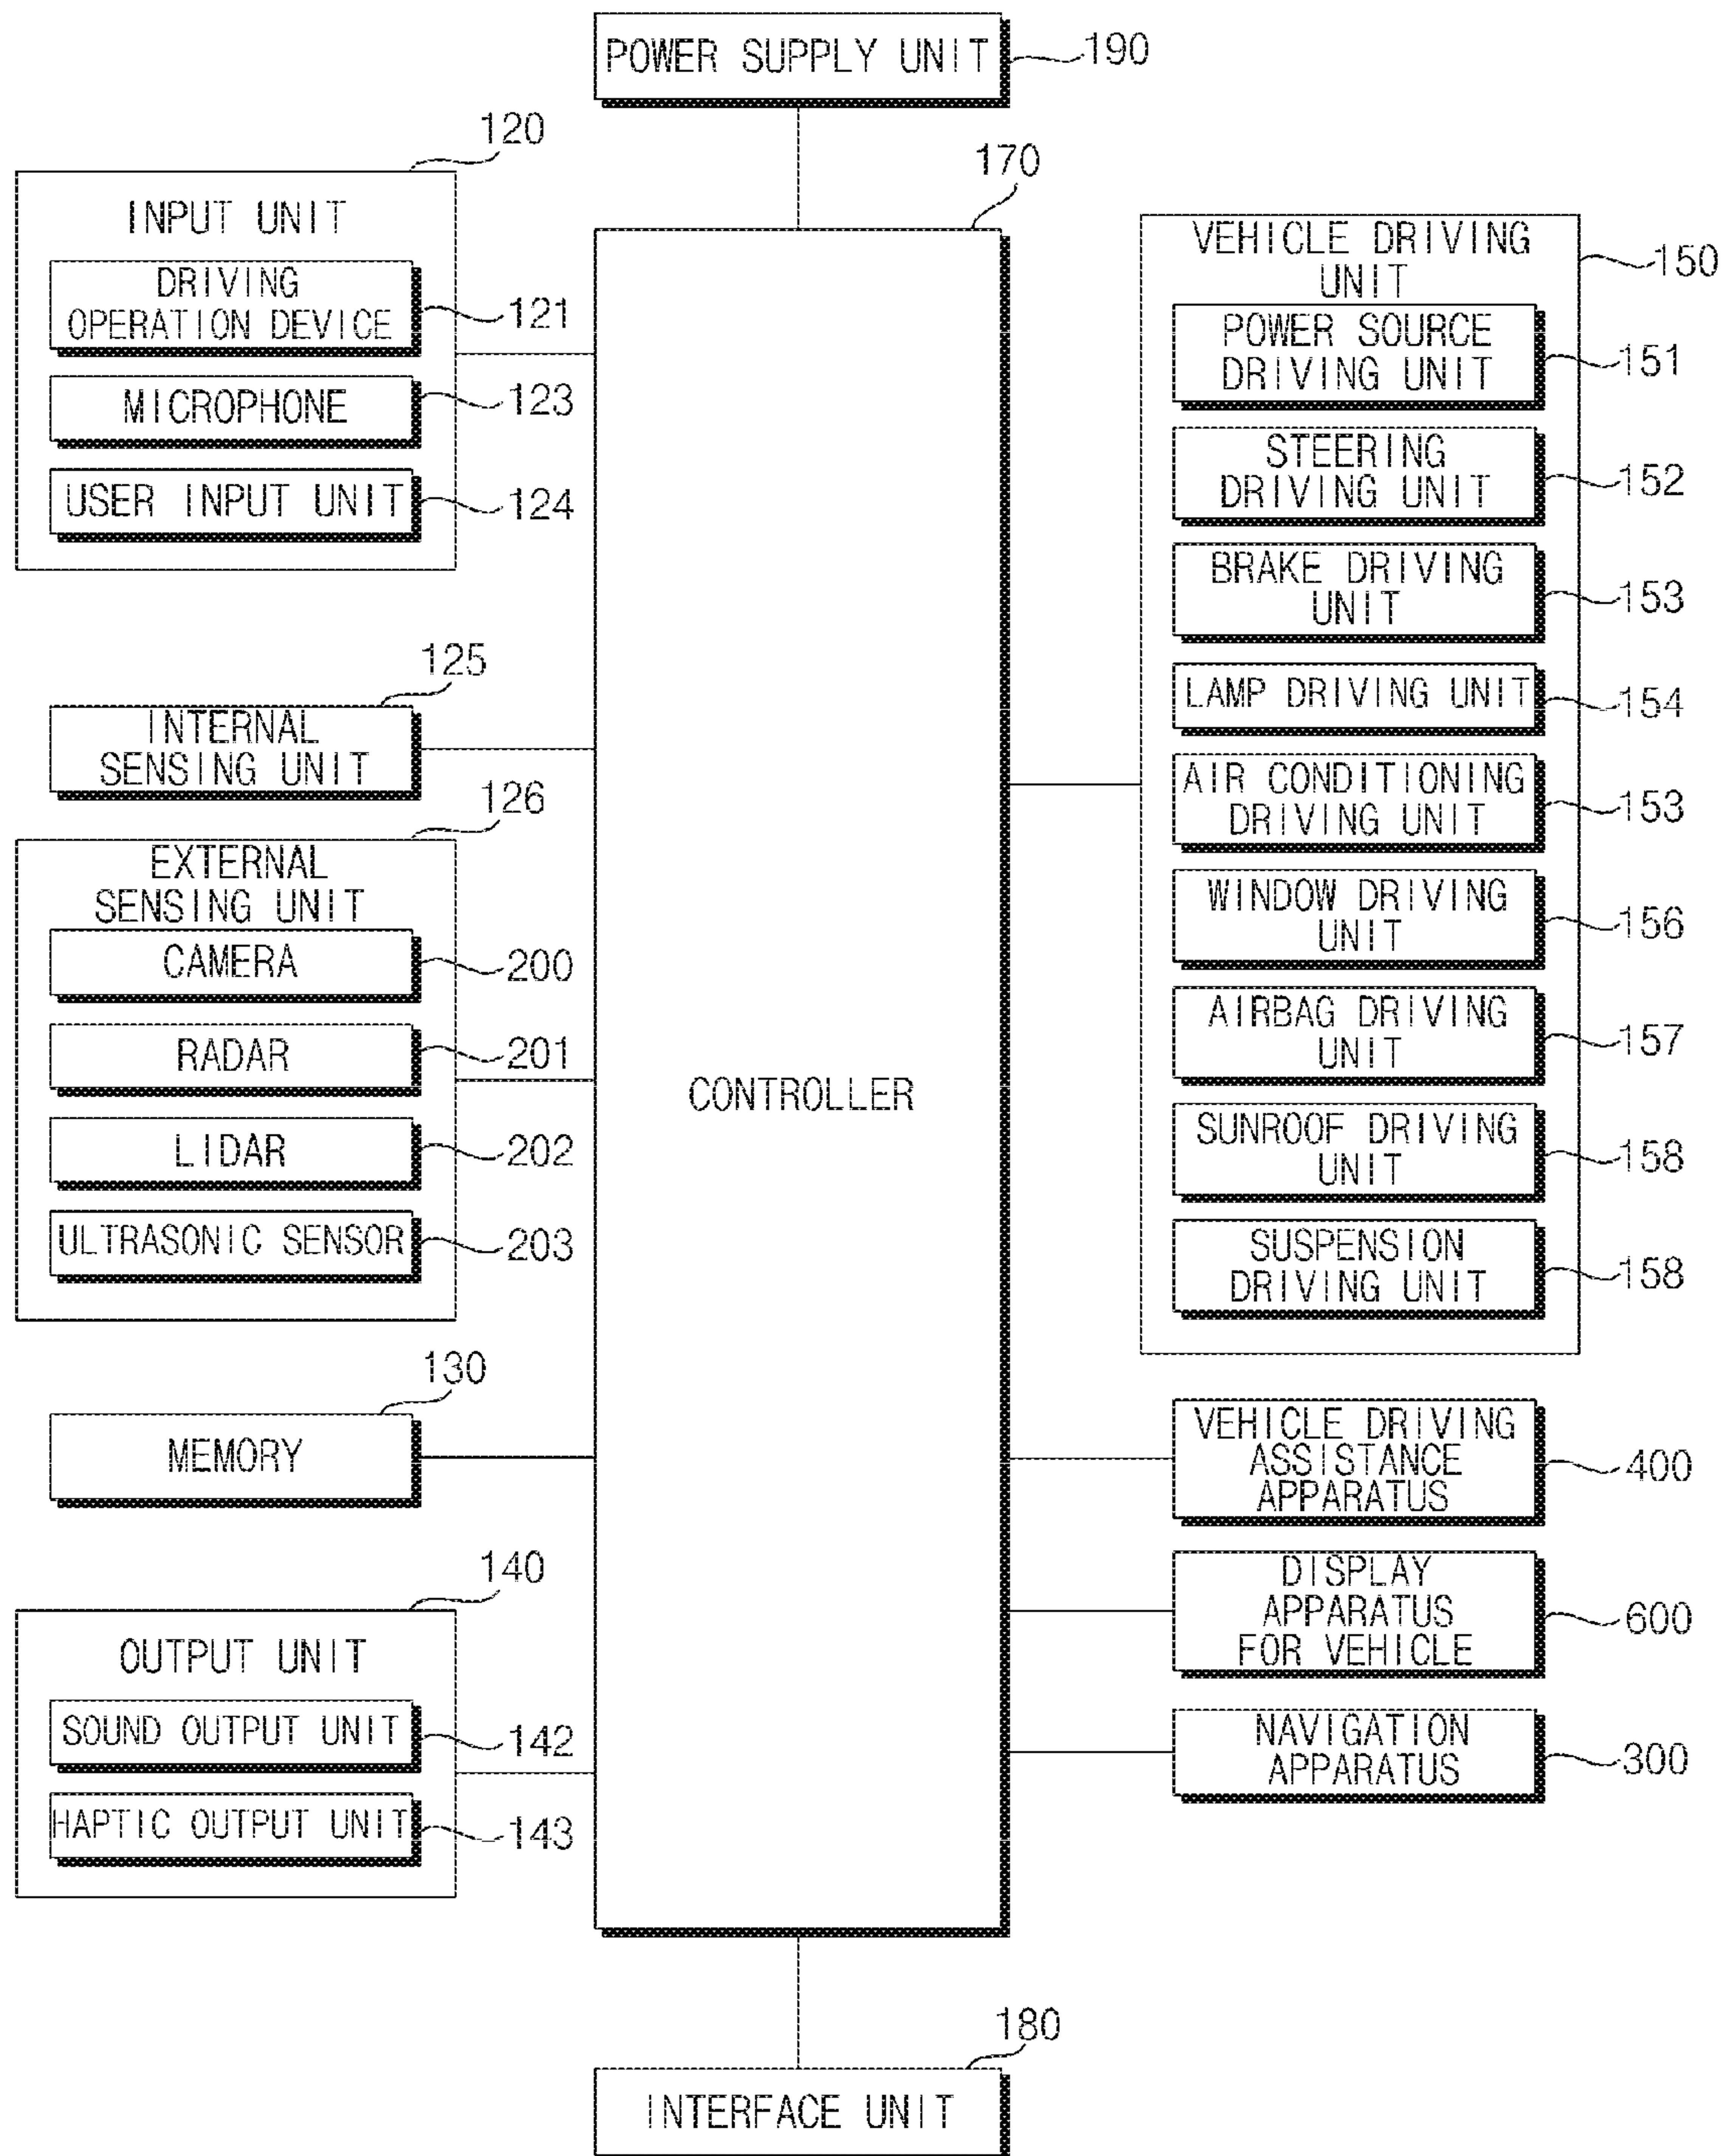 POWER SUPPLY UNIT
190
120
INPUT UNIT
DRIVING
OPERATION DEVICE
121
MICROPHONE
123
USER INPUT UNIT
124
125
INTERNAL
SENSING UNIT
126
EXTERNAL
SENSING UNIT
CAMERA
200
RADAR
201
LIDAR
202
ULTRASONIC SENSOR
203
130
MEMORY
140
OUTPUT UNIT
SOUND OUTPUT UNIT
142
HAPTIC OUTPUT UNIT
143
170
CONTROLLER
VEHICLE DRIVING
UNIT
150
POWER SOURCE
DRIVING UNIT
151
STEERING
DRIVING UNIT
152
BRAKE DRIVING
UNIT
153
LAMP DRIVING UNIT
154
AIR CONDITIONING
DRIVING UNIT
153
WINDOW DRIVING
UNIT
156
AIRBAG DRIVING
UNIT
157
SUNROOF DRIVING
UNIT
158
SUSPENSION
DRIVING UNIT
158
VEHICLE DRIVING
ASSISTANCE
APPARATUS
400
DISPLAY
APPARATUS
FOR VEHICLE
600
NAVIGATION
APPARATUS
300
180
INTERFACE UNIT